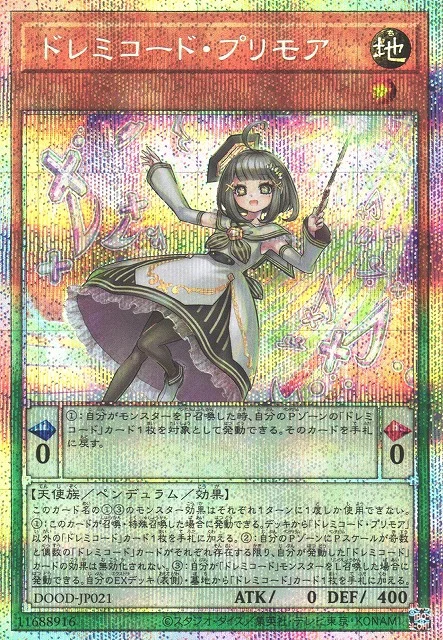 ドレミコード・プリモア
地
①:自分がモンスターをP召喚した時、自分のPゾーンの「ドレミ
コード」カード1枚を対象として発動できる。そのカードを手札
に戻す。
0
0
【天使族/ペンデュラム/効果】
このカード名の①③のモンスター効果はそれぞれ1ターンに1度しか使用できない。
①:このカードが召喚・特殊召喚した場合に発動できる。デッキから「ドレミコード・プリモア」
以外の「ドレミコード」カード1枚を手札に加える。②:自分のPゾーンにPスケールが奇数
と偶数の「ドレミコード」カードがそれぞれ存在する限り、自分が発動した「ドレミコード」
カードの効果は無効化されない。③:自分が「ドレミコード」モンスターをL召喚した場合に
発動できる。自分のEXデッキ(表側)・墓地から「ドレミコード」カード1枚を手札に加える。
DOOD-JP021
ATK/ 0 DEF/ 400
11688916
©スタジオ・ダイス/集英社・テレビ東京・KONAMI